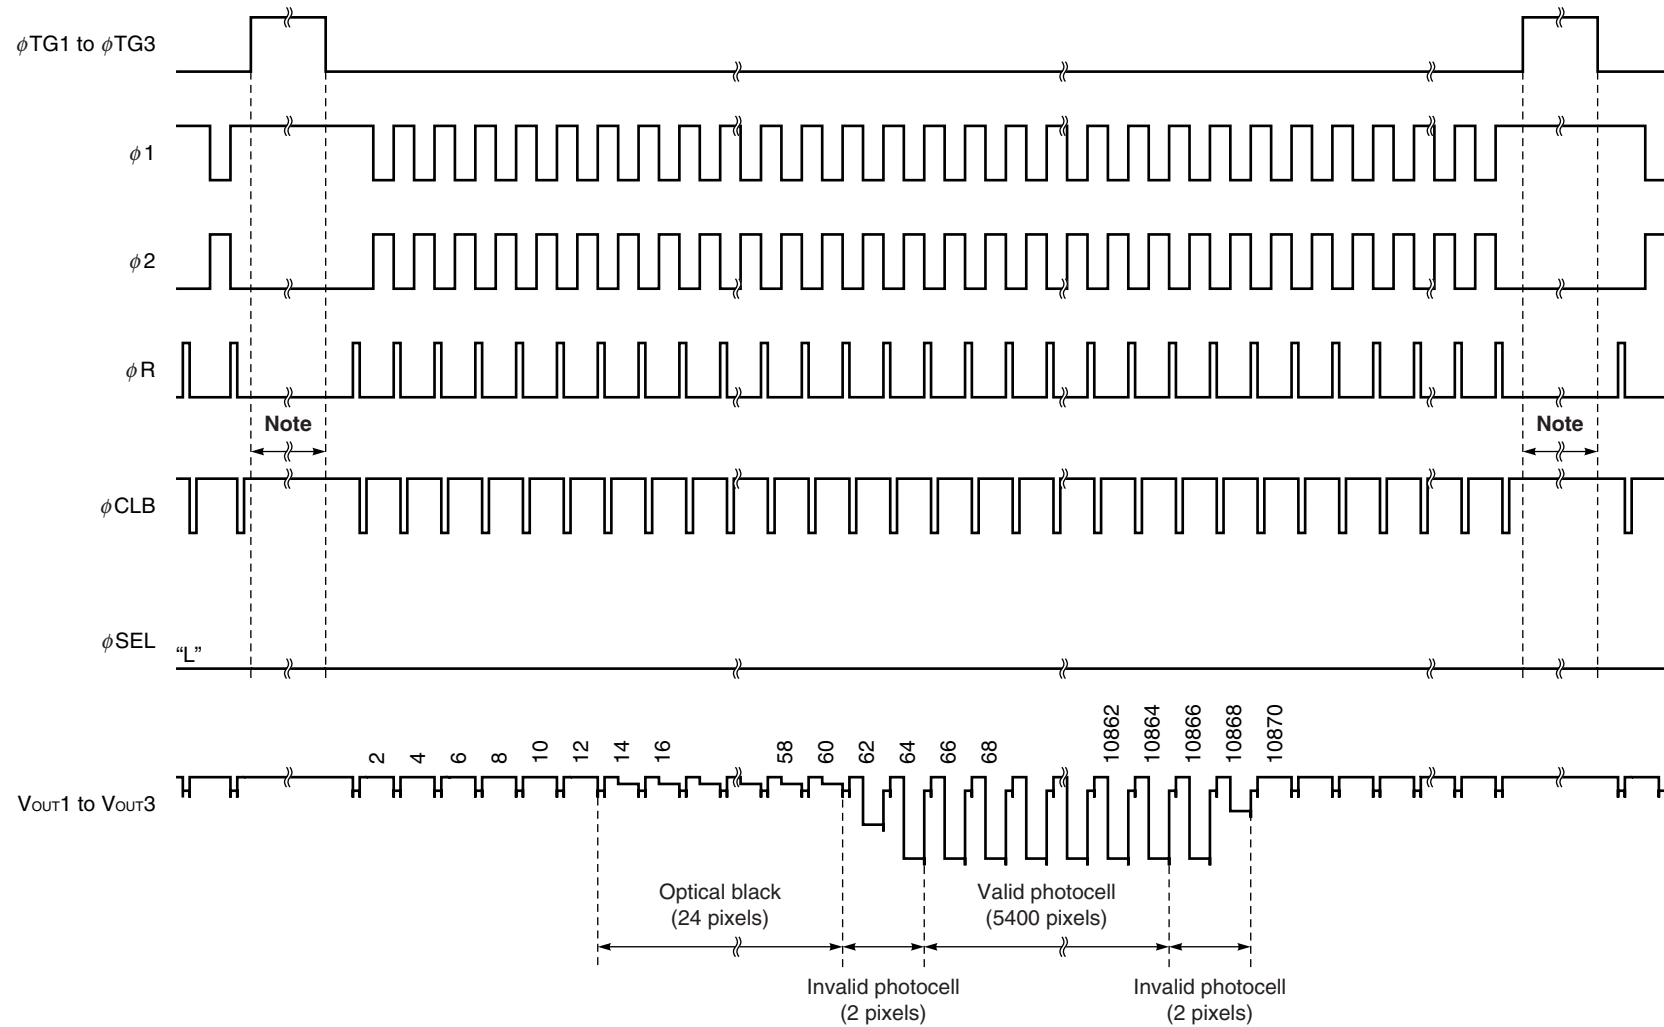 ϕTG1 to ϕTG3
ϕ1
ϕ2
ϕR
Note
Note
ϕCLB
ϕSEL
“L”
2
4
6
8
10
12
14
16
58
60
62
64
66
68
10862
10864
10866
10868
10870
VOUT1 to VOUT3
Optical black
(24 pixels)
Valid photocell
(5400 pixels)
Invalid photocell
(2 pixels)
Invalid photocell
(2 pixels)